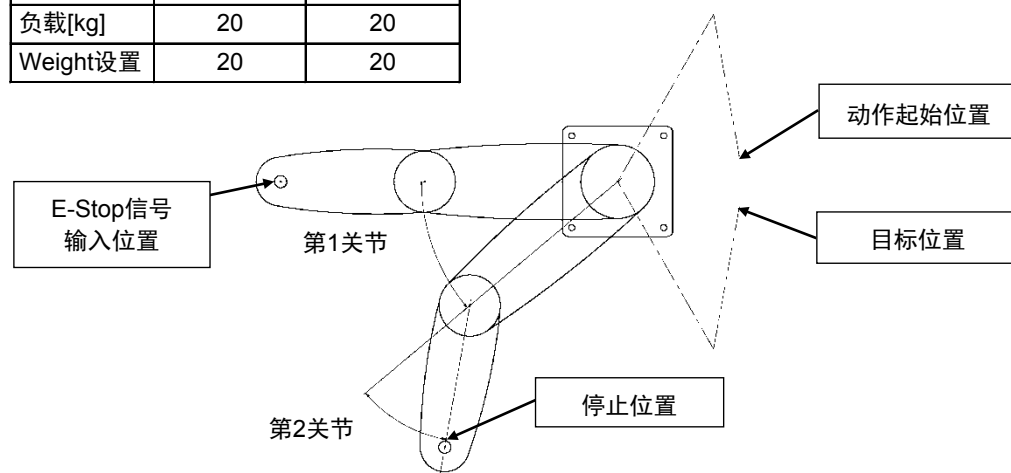 负载[kg] 20 20
Weight设置 20 20
动作起始位置
E-Stop信号
输入位置
第1关节
目标位置
停止位置
第2关节